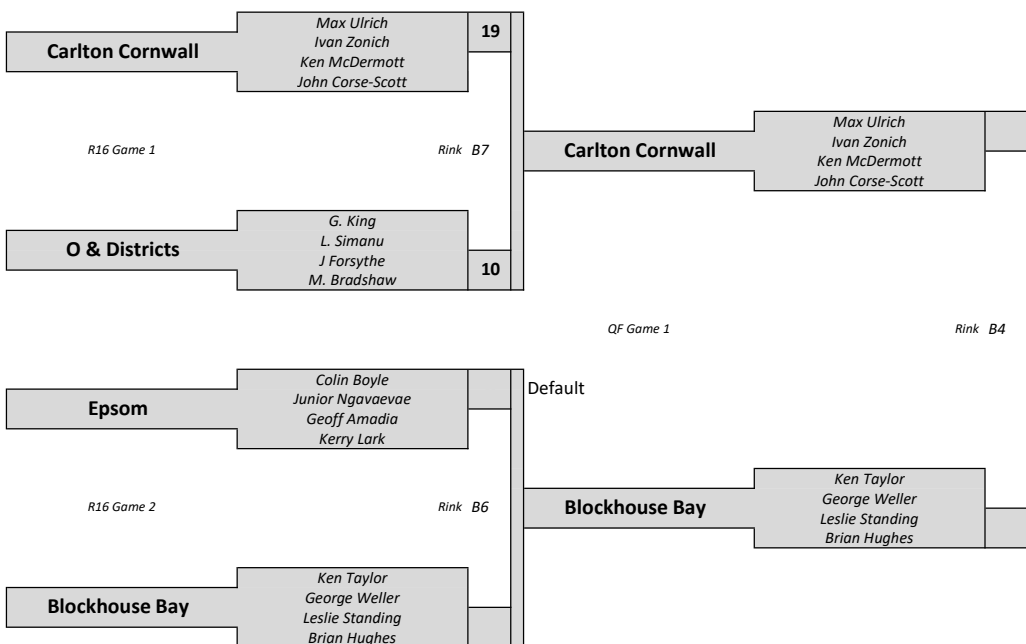 Max Ulrich
19
Ivan Zonich
Carlton Cornwall
Ken McDermott
John Corse-Scott
R16 Game 1
Rink B7
G. King
L. Simanu
O & Districts
J Forsythe
10
M. Bradshaw
Max Ulrich
Ivan Zonich
Carlton Cornwall
Ken McDermott
John Corse-Scott
QF Game 1
Rink B4
Colin Boyle
Default
Junior Ngavaevae
Epsom
Geoff Amadia
Kerry Lark
R16 Game 2
Rink B6
Ken Taylor
George Weller
Blockhouse Bay
Leslie Standing
Brian Hughes
Ken Taylor
George Weller
Blockhouse Bay
Leslie Standing
Brian Hughes